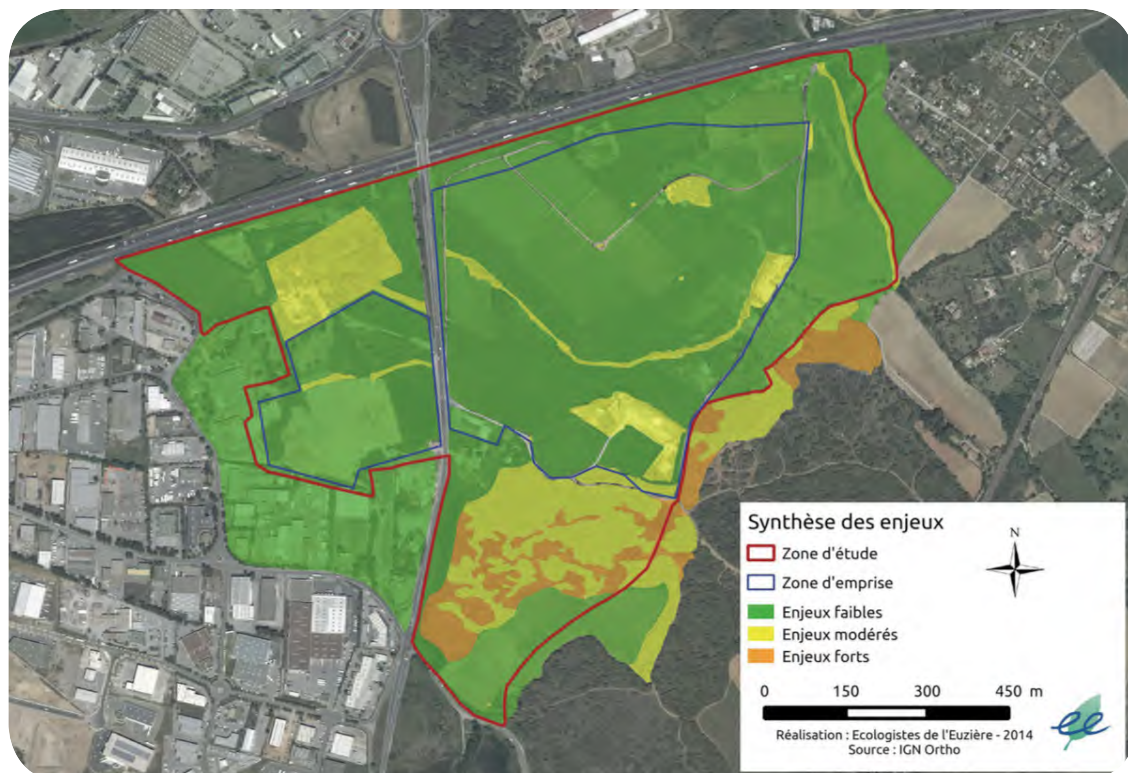 Synthèse des enjeux
N
Zone d'étude
Zone d'emprise
Enjeux faibles
Enjeux modérés
Enjeux forts
0 150 300 450 m
Réalisation : Ecologistes de l'Euzière - 2014
Source : IGN Ortho
ee